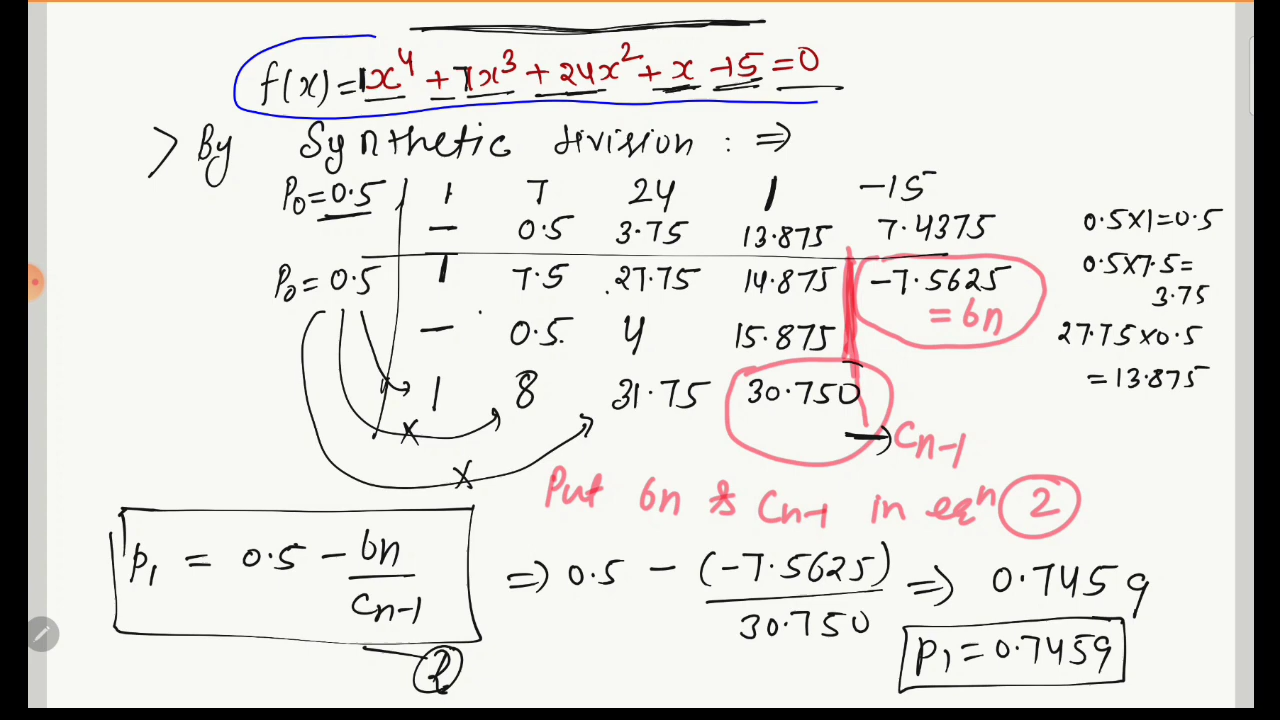 f(x) = 1x⁴ + 7x³ + 24x² + x - 15 = 0
> By Synthetic division : ⇒
P₀ = 0.5 1 7 24 1 -15
- 0.5 3.75 13.875 7.4375
P₀ = 0.5 1 7.5 27.75 14.875 -7.5625
= bn
- 0.5 4 15.875
1 8 31.75 30.750
→ Cn-1
0.5×1=0.5
0.5×7.5=
3.75
27.75×0.5
= 13.875
x
x
Put bn & Cn-1 in eqⁿ 2
P₁ = 0.5 - bn/Cn-1
2
⇒ 0.5 - (-7.5625)/30.750 ⇒ 0.7459
P₁ = 0.7459